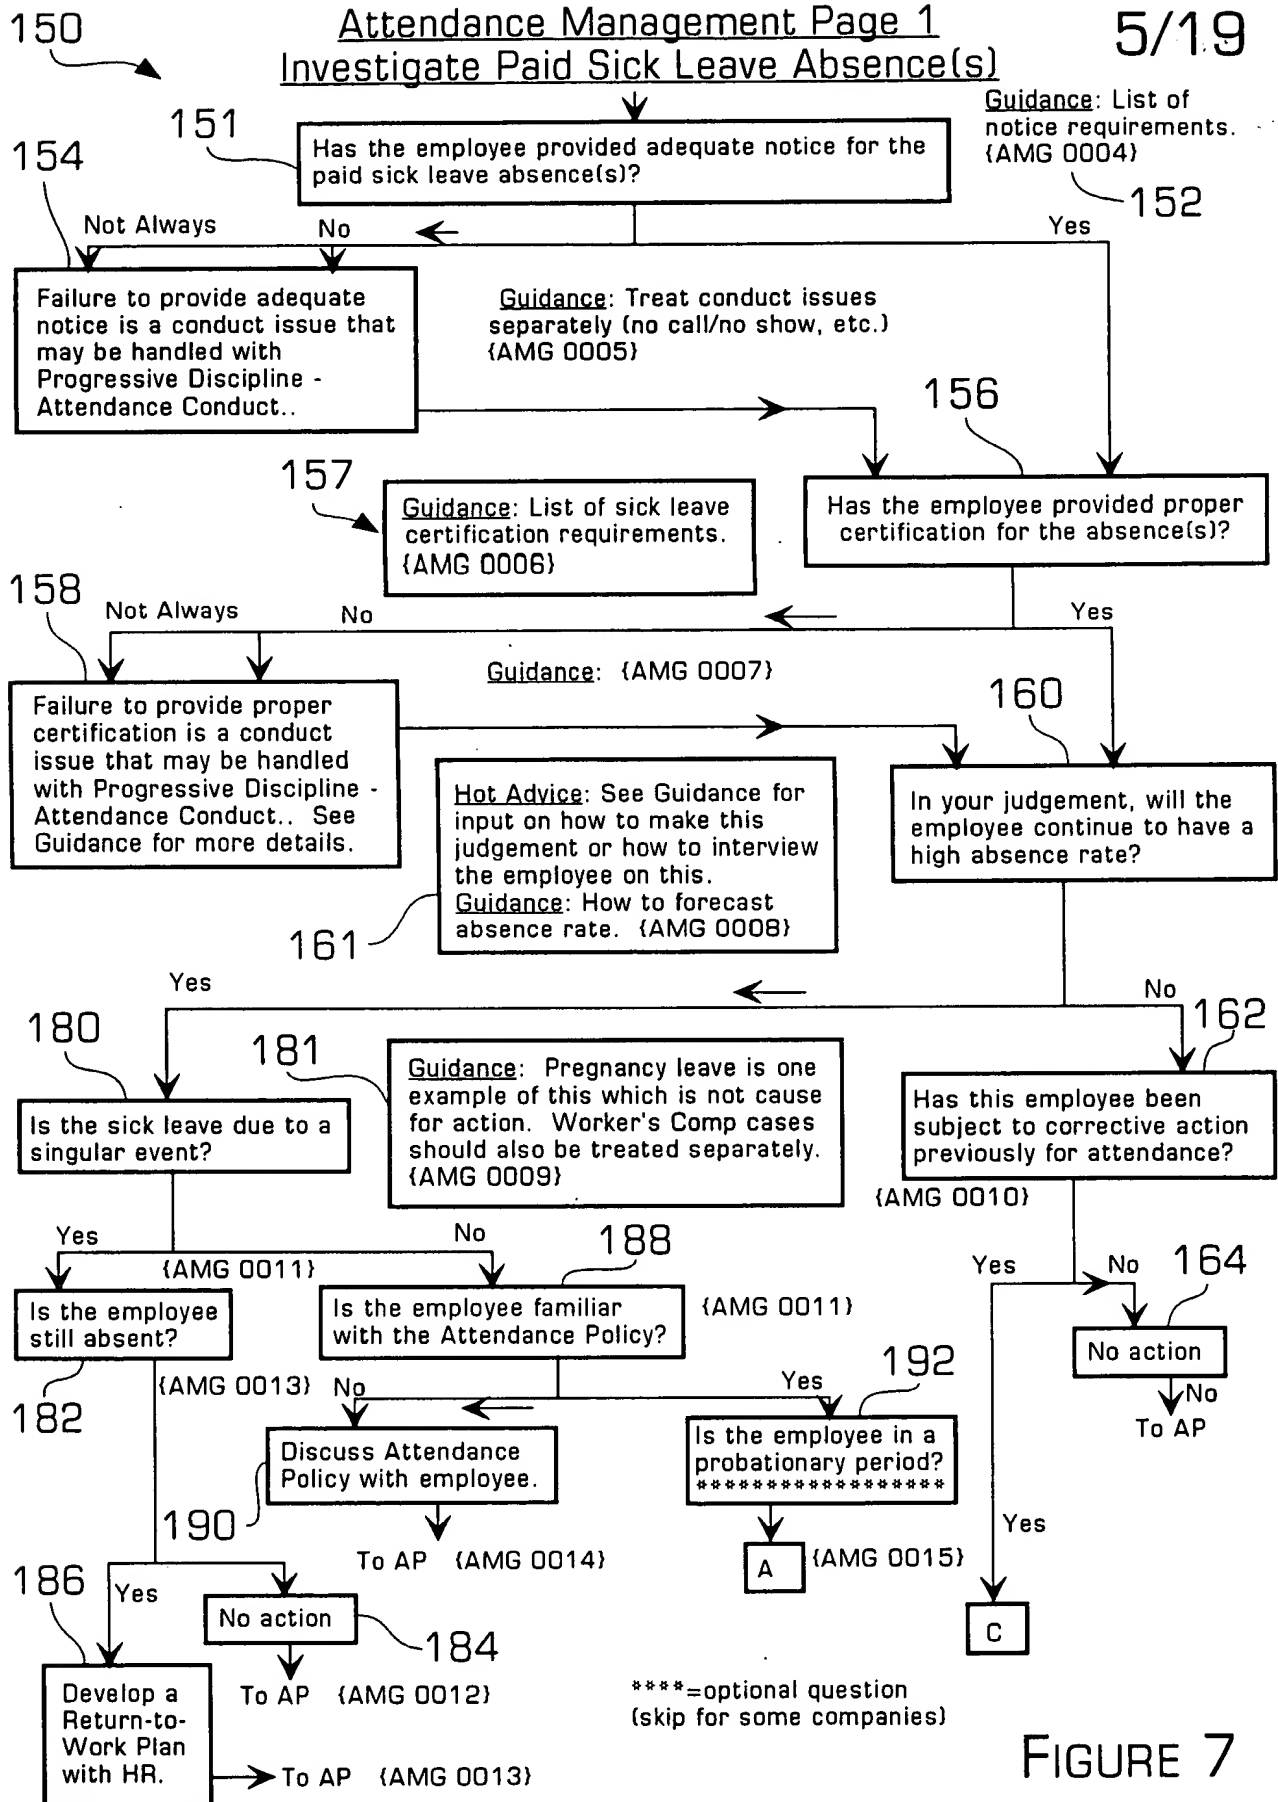 150
Attendance Management Page 1
Investigate Paid Sick Leave Absence(s)
5/19
Guidance: List of
notice requirements.
{AMG 0004}
152
151
Has the employee provided adequate notice for the
paid sick leave absence(s)?
154
Not Always
No
Yes
Failure to provide adequate
notice is a conduct issue that
may be handled with
Progressive Discipline -
Attendance Conduct..
Guidance: Treat conduct issues
separately (no call/no show, etc.)
{AMG 0005}
156
157
Guidance: List of sick leave
certification requirements.
{AMG 0006}
Has the employee provided proper
certification for the absence(s)?
158
Not Always
No
Yes
Guidance: {AMG 0007}
Failure to provide proper
certification is a conduct
issue that may be handled
with Progressive Discipline -
Attendance Conduct.. See
Guidance for more details.
160
Hot Advice: See Guidance for
input on how to make this
judgement or how to interview
the employee on this.
Guidance: How to forecast
absence rate. {AMG 0008}
161
In your judgement, will the
employee continue to have a
high absence rate?
Yes
No
180
181
162
Is the sick leave due to a
singular event?
Guidance: Pregnancy leave is one
example of this which is not cause
for action. Worker's Comp cases
should also be treated separately.
{AMG 0009}
Has this employee been
subject to corrective action
previously for attendance?
{AMG 0010}
Yes
No
188
{AMG 0011}
Yes
No
164
Is the employee
still absent?
182
{AMG 0013}
Is the employee familiar
with the Attendance Policy?
{AMG 0011}
No action
No
To AP
No
Yes
192
Discuss Attendance
Policy with employee.
190
To AP {AMG 0014}
Is the employee in a
probationary period?
******************
A
{AMG 0015}
Yes
C
186
Yes
No action
184
To AP {AMG 0012}
Develop a
Return-to-
Work Plan
with HR.
To AP {AMG 0013}
****=optional question
(skip for some companies)
FIGURE 7